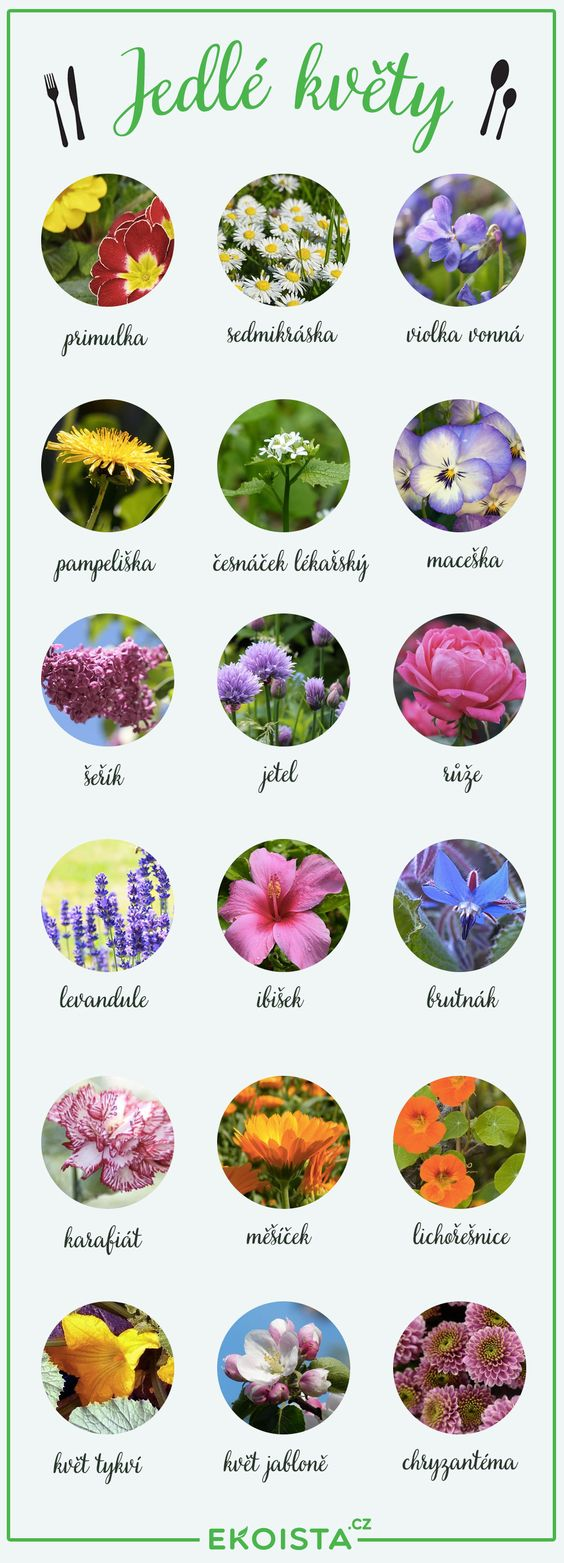 Jedlé květy
primulka
sedmikráska
violka vonná
pampeliška
česnáček lékařský
maceška
šeřík
jetel
růže
levandule
ibišek
brutnák
karafiát
měsíček
lichořešnice
květ tykví
květ jabloně
chryzantéma
EKOISTA.CZ